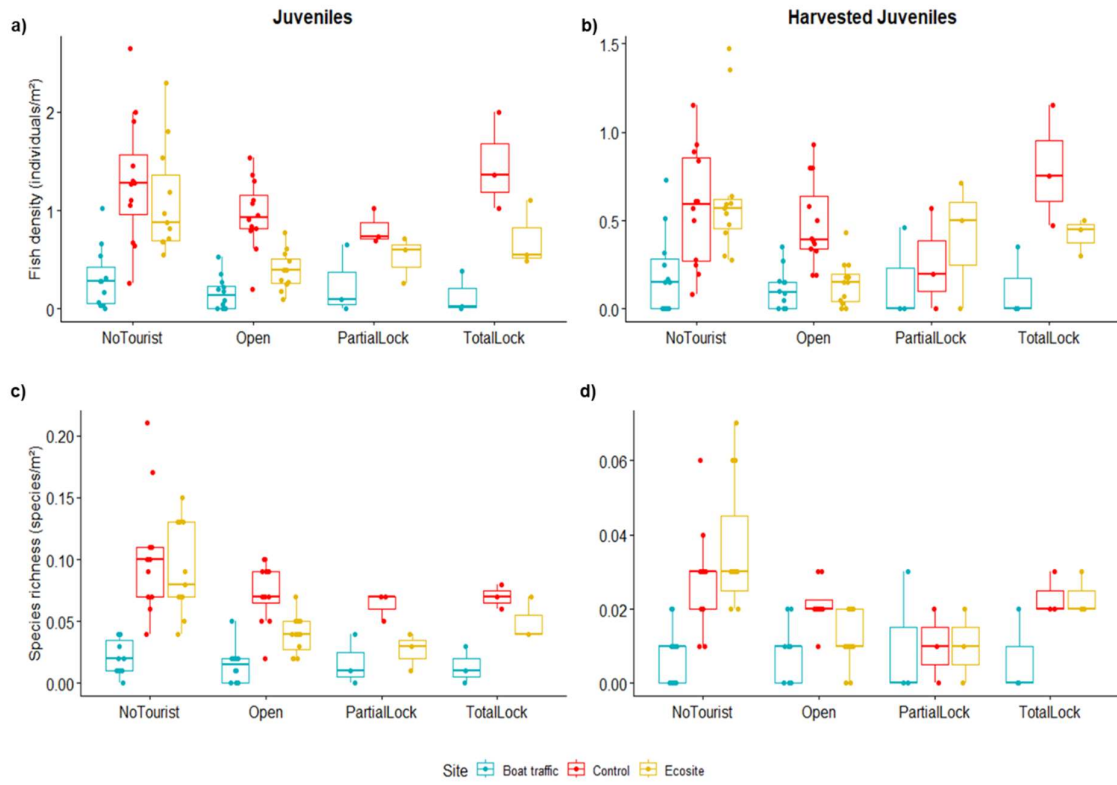 Juveniles
Harvested Juveniles
a)
b)
Fish density (individuals/m²)
2
1
0
1.5
1.0
0.5
0.0
NoTourist Open PartialLock TotalLock
NoTourist Open PartialLock TotalLock
c)
d)
Species richness (species/m²)
0.20
0.15
0.10
0.05
0.00
0.06
0.04
0.02
0.00
NoTourist Open PartialLock TotalLock
NoTourist Open PartialLock TotalLock
Site Boat traffic Control Ecosite